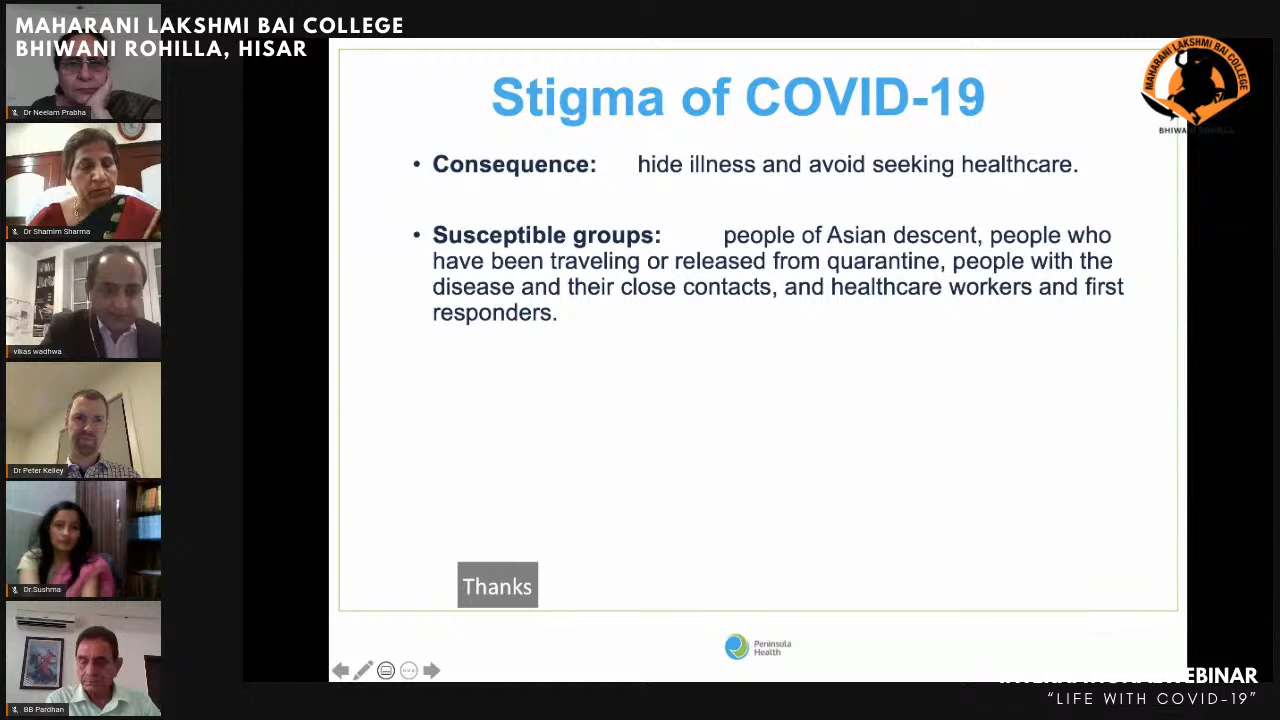 MAHARANI LAKSHMI BAI COLLEGE
BHIWANI ROHILLA, HISAR
Dr Neelam Prabha
Dr Shamim Sharma
vikas wadhwa
Dr Peter Kelley
Dr.Sushma
BB Pardhan
Stigma of COVID-19
• Consequence: hide illness and avoid seeking healthcare.
• Susceptible groups: people of Asian descent, people who
have been traveling or released from quarantine, people with the
disease and their close contacts, and healthcare workers and first
responders.
Thanks
Peninsula
Health
MAHARANI LAKSHMI BAI COLLEGE
BHIWANI ROHILLA
WEBINAR
“LIFE WITH COVID-19”